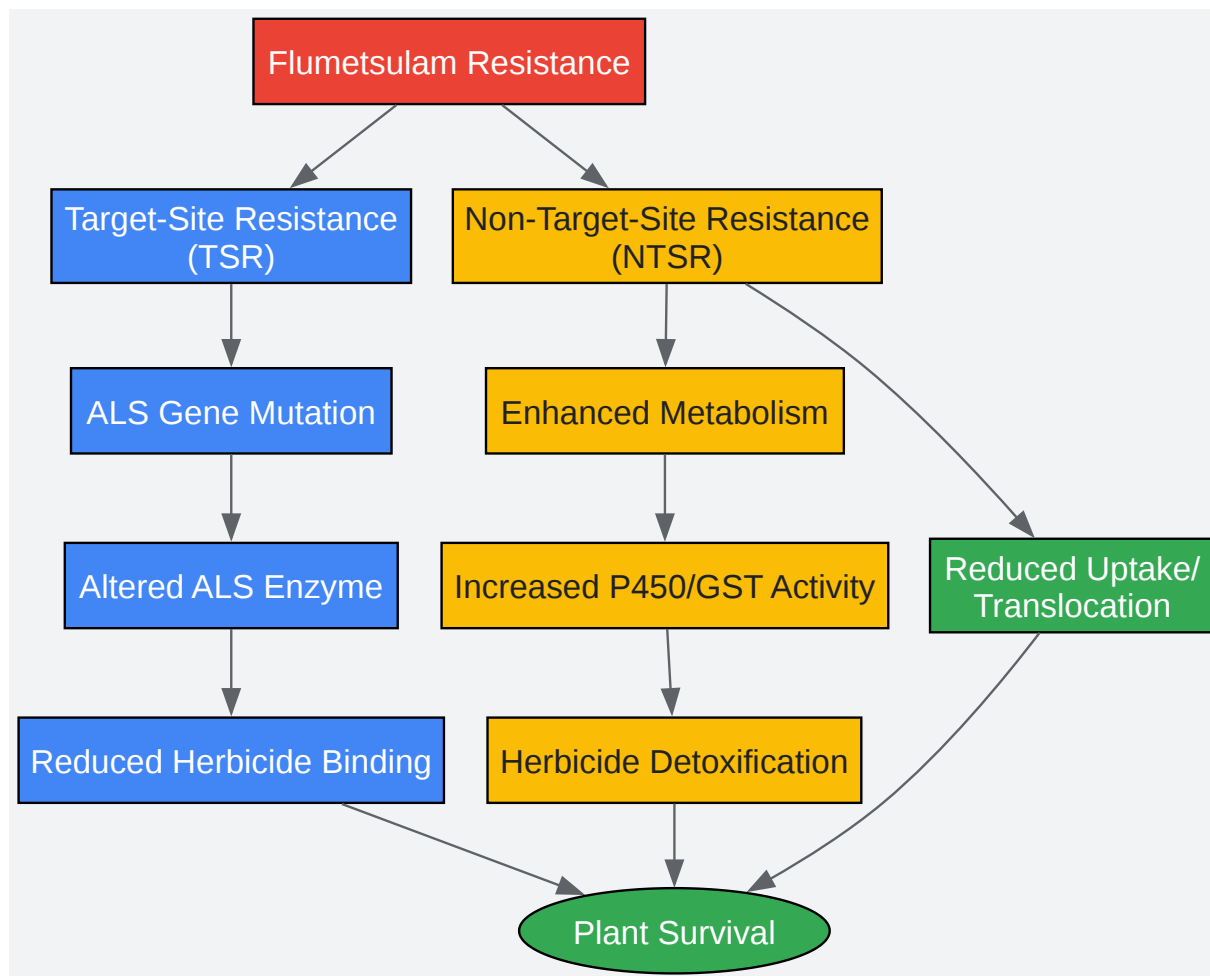 Flumetsulam Resistance
Target-Site Resistance
(TSR)
Non-Target-Site Resistance
(NTSR)
ALS Gene Mutation
Enhanced Metabolism
Altered ALS Enzyme
Increased P450/GST Activity
Reduced Uptake/
Translocation
Reduced Herbicide Binding
Herbicide Detoxification
Plant Survival